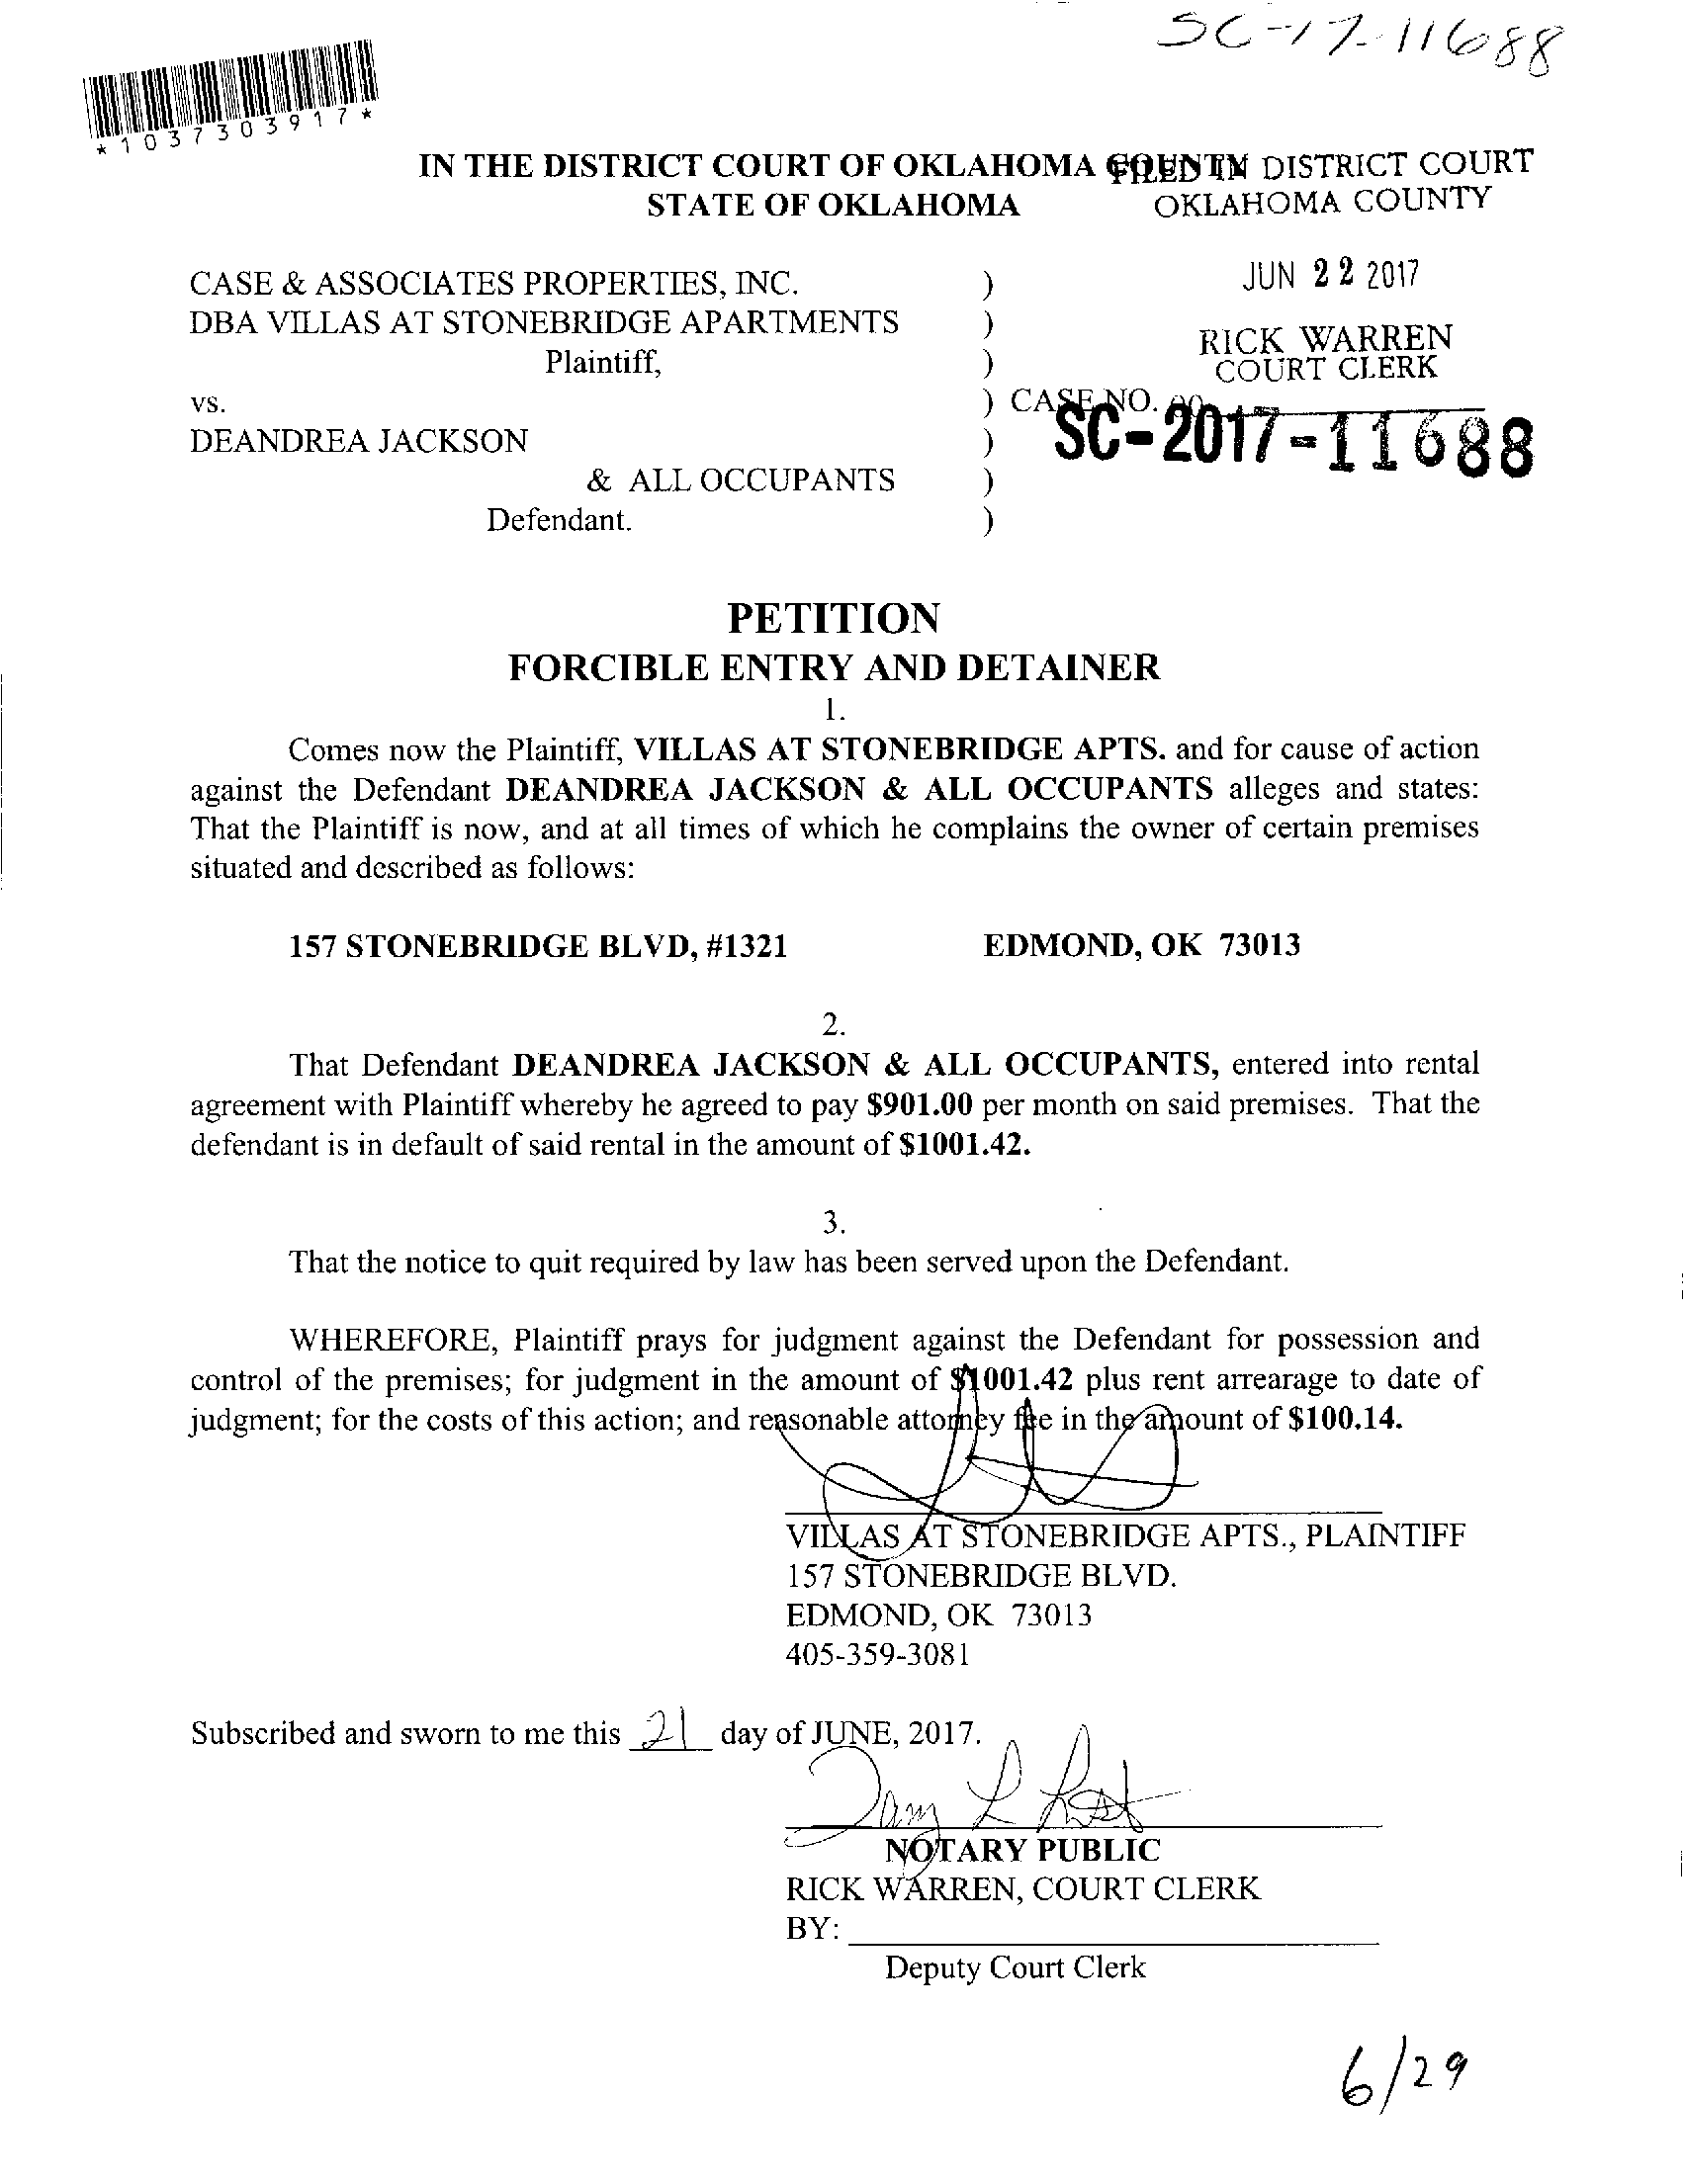 SC-17-11688
*1037303917*
IN THE DISTRICT COURT OF OKLAHOMA COUNTY
STATE OF OKLAHOMA
FILED IN DISTRICT COURT
OKLAHOMA COUNTY
JUN 22 2017
RICK WARREN
COURT CLERK
CASE & ASSOCIATES PROPERTIES, INC. )
DBA VILLAS AT STONEBRIDGE APARTMENTS )
Plaintiff, )
vs. ) CASE NO.
SC-2017-11688
DEANDREA JACKSON )
& ALL OCCUPANTS )
Defendant. )
PETITION
FORCIBLE ENTRY AND DETAINER
1.
Comes now the Plaintiff, VILLAS AT STONEBRIDGE APTS. and for cause of action
against the Defendant DEANDREA JACKSON & ALL OCCUPANTS alleges and states:
That the Plaintiff is now, and at all times of which he complains the owner of certain premises
situated and described as follows:
157 STONEBRIDGE BLVD, #1321 EDMOND, OK 73013
2.
That Defendant DEANDREA JACKSON & ALL OCCUPANTS, entered into rental
agreement with Plaintiff whereby he agreed to pay $901.00 per month on said premises. That the
defendant is in default of said rental in the amount of $1001.42.
3.
That the notice to quit required by law has been served upon the Defendant.
WHEREFORE, Plaintiff prays for judgment against the Defendant for possession and
control of the premises; for judgment in the amount of $1001.42 plus rent arrearage to date of
judgment; for the costs of this action; and reasonable attorney fee in the amount of $100.14.
VILLAS AT STONEBRIDGE APTS., PLAINTIFF
157 STONEBRIDGE BLVD.
EDMOND, OK 73013
405-359-3081
Subscribed and sworn to me this 21 day of JUNE, 2017.
NOTARY PUBLIC
RICK WARREN, COURT CLERK
BY:
Deputy Court Clerk
6/29